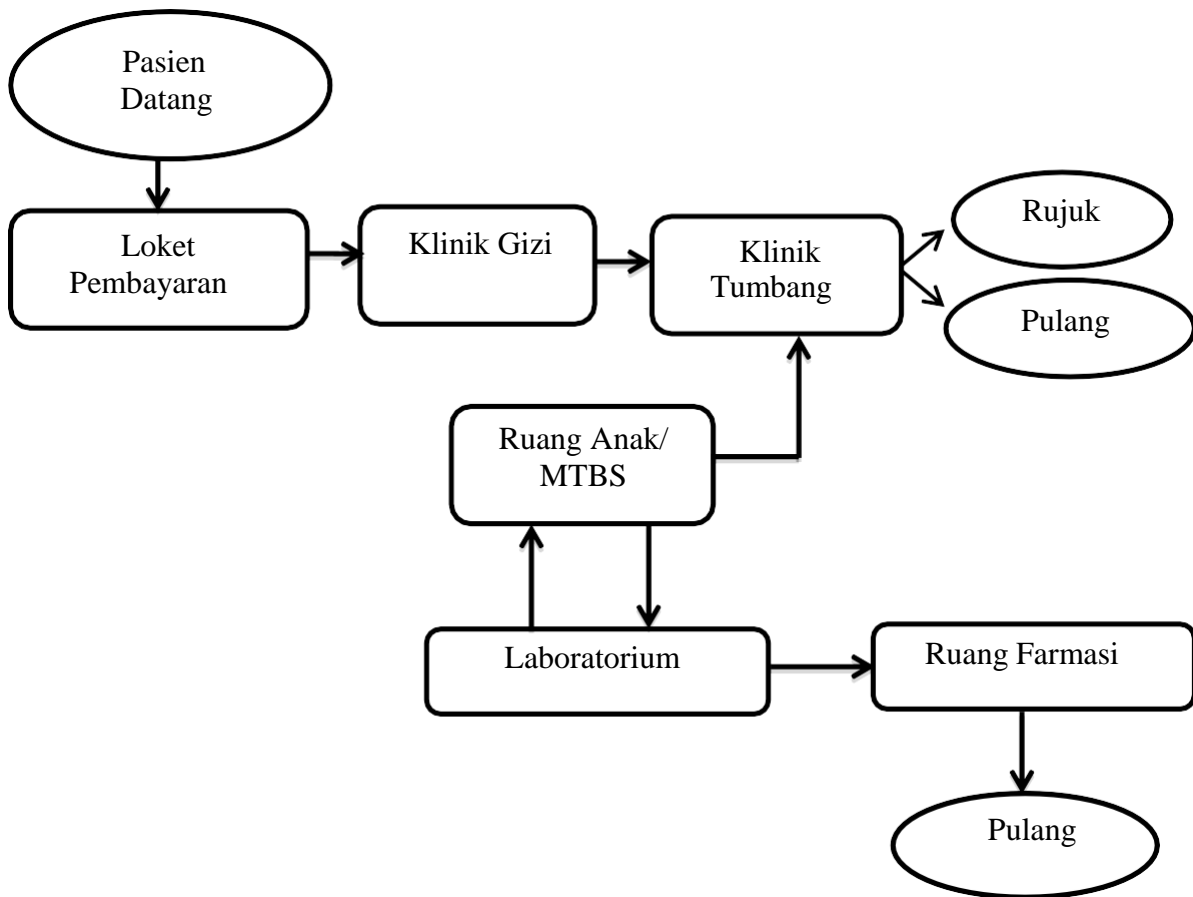 Pasien
Datang
Loket
Pembayaran
Klinik Gizi
Klinik
Tumbang
Rujuk
Pulang
Ruang Anak/
MTBS
Laboratorium
Ruang Farmasi
Pulang